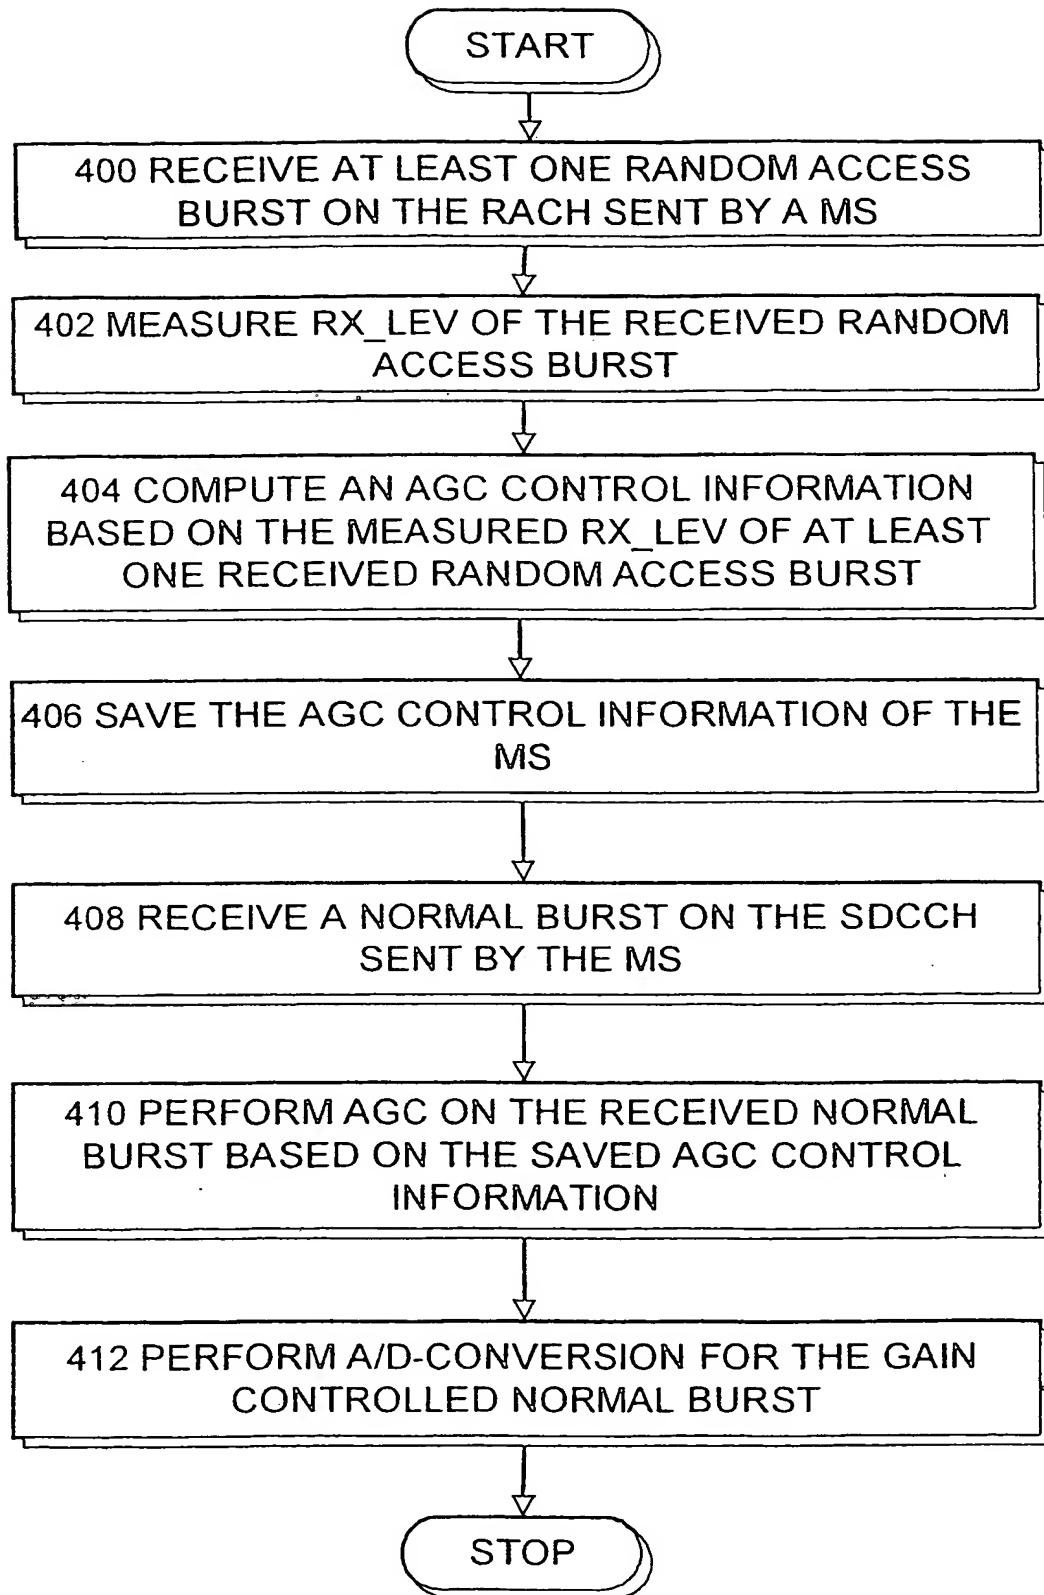 START
400 RECEIVE AT LEAST ONE RANDOM ACCESS
BURST ON THE RACH SENT BY A MS
402 MEASURE RX_LEV OF THE RECEIVED RANDOM
ACCESS BURST
404 COMPUTE AN AGC CONTROL INFORMATION
BASED ON THE MEASURED RX_LEV OF AT LEAST
ONE RECEIVED RANDOM ACCESS BURST
406 SAVE THE AGC CONTROL INFORMATION OF THE
MS
408 RECEIVE A NORMAL BURST ON THE SDCCH
SENT BY THE MS
410 PERFORM AGC ON THE RECEIVED NORMAL
BURST BASED ON THE SAVED AGC CONTROL
INFORMATION
412 PERFORM A/D-CONVERSION FOR THE GAIN
CONTROLLED NORMAL BURST
STOP